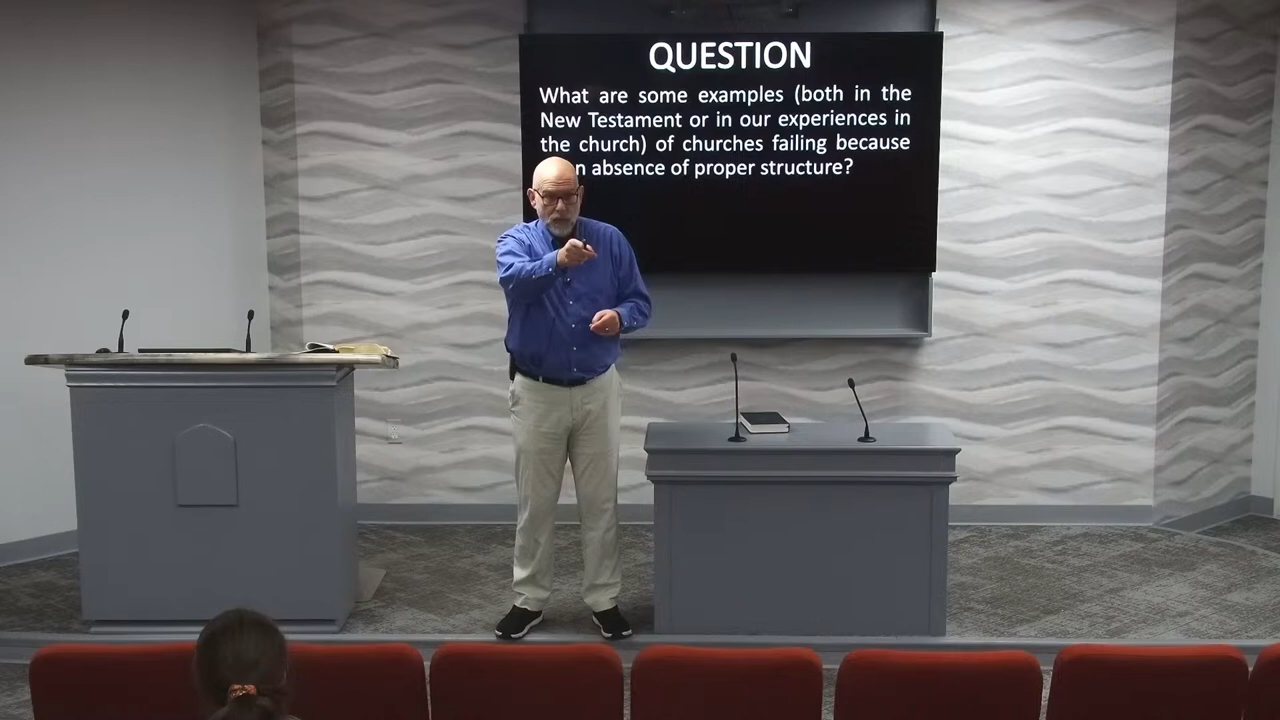 QUESTION
What are some examples (both in the
New Testament or in our experiences in
the church) of churches failing because
n absence of proper structure?